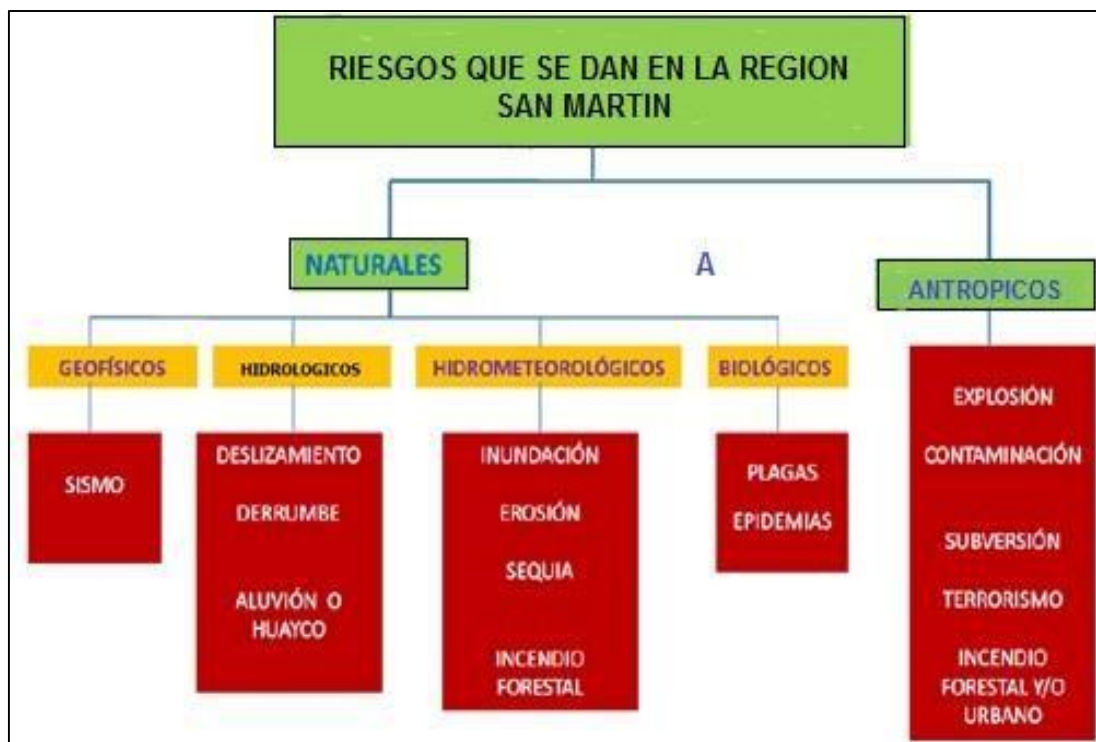 RIESGOS QUE SE DAN EN LA REGION
SAN MARTIN
NATURALES
A
ANTROPICOS
GEOFÍSICOS
HIDROLOGICOS
HIDROMETEOROLÓGICOS
BIOLÓGICOS
SISMO
DESLIZAMIENTO
DERRUMBE
ALUVIÓN O
HUAYCO
INUNDACIÓN
EROSIÓN
SEQUIA
INCENDIO
FORESTAL
PLAGAS
EPIDEMIAS
EXPLOSIÓN
CONTAMINACIÓN
SUBVERSIÓN
TERRORISMO
INCENDIO
FORESTAL Y/O
URBANO